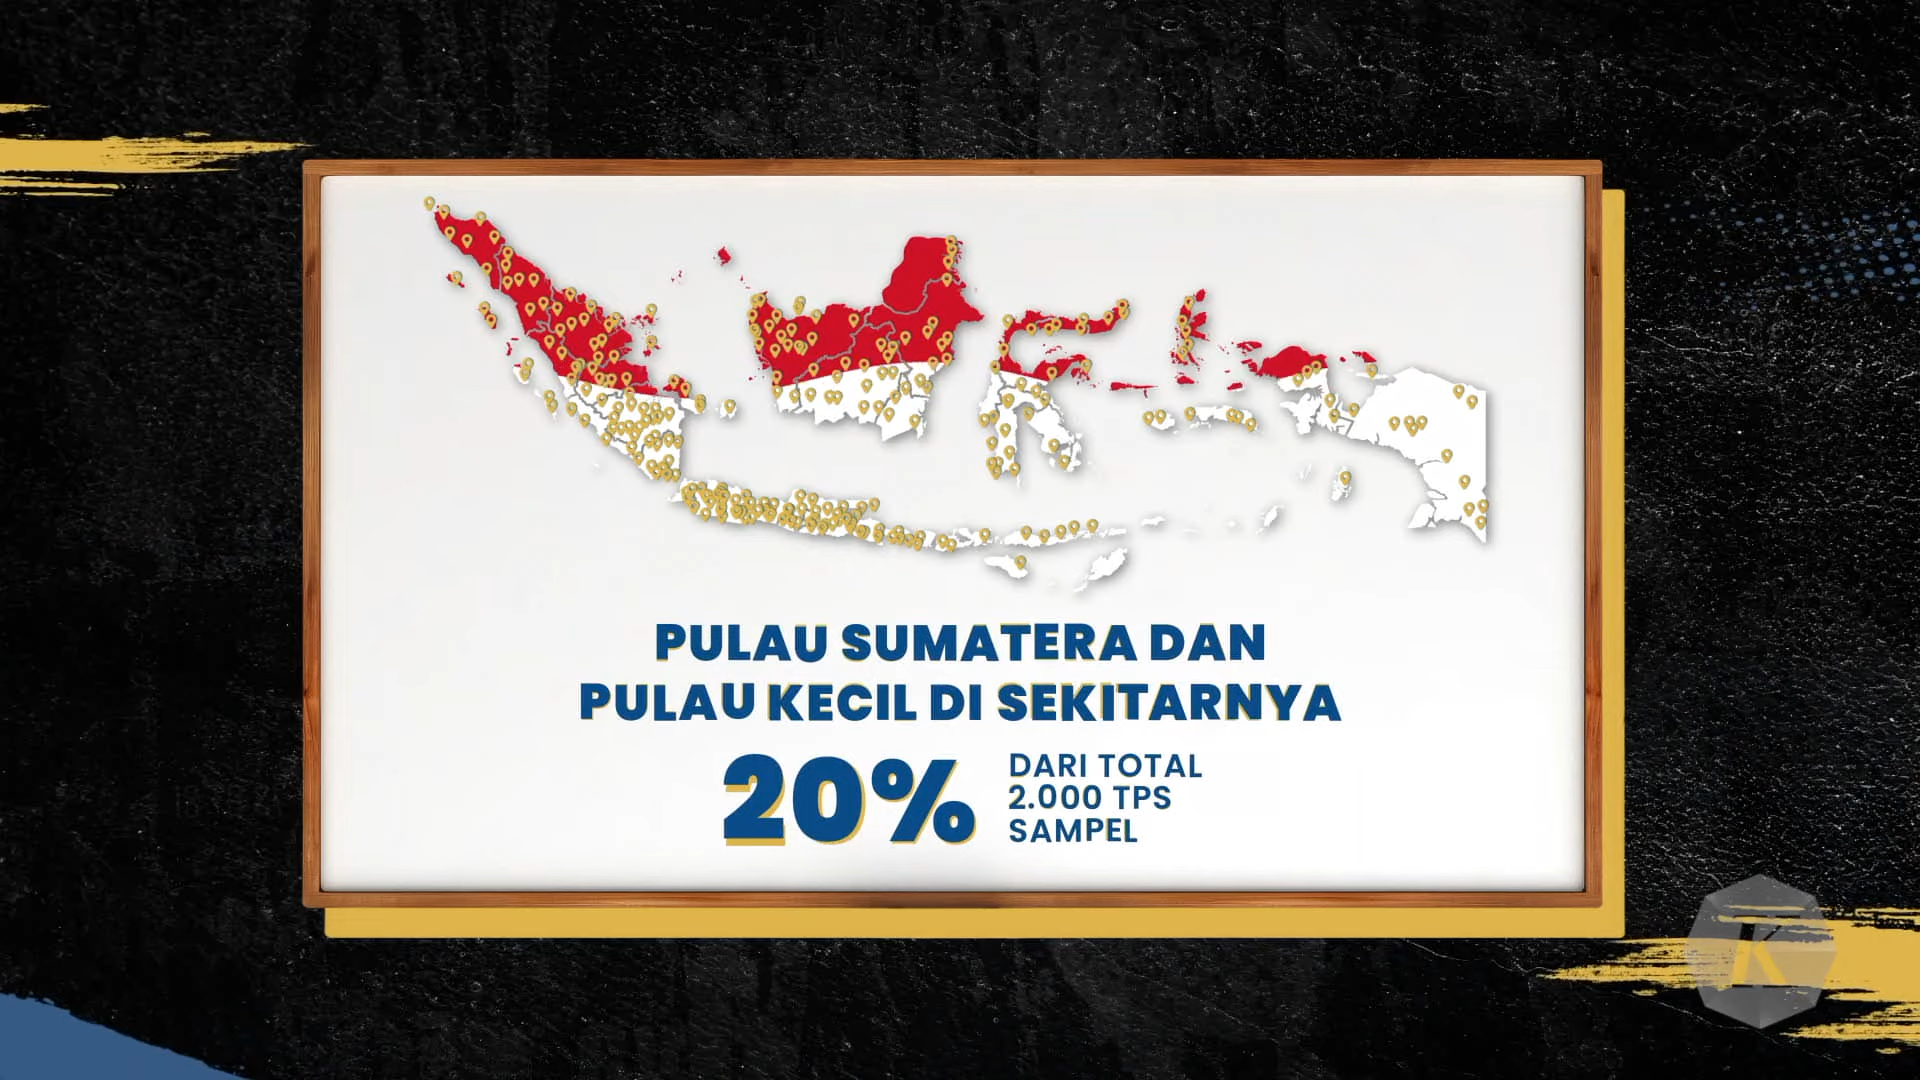 PULAU SUMATERA DAN
PULAU KECIL DI SEKITARNYA
20%
DARI TOTAL
2.000 TPS
SAMPEL
K